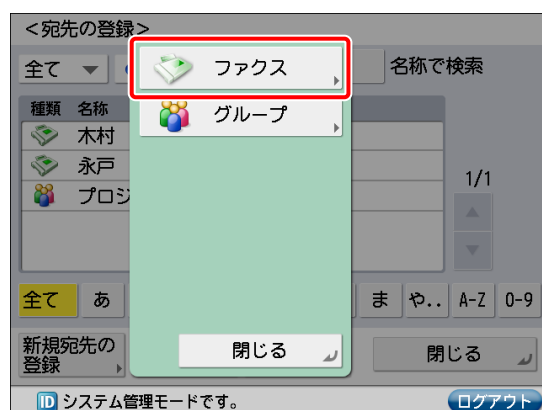 <宛先の登録>
全て
ファクス
名称で検索
種類 名称
グループ
木村
永戸
プロジ
1/1
全て あ ま や.. A-Z 0-9
新規宛先の
登録
閉じる
閉じる
ID システム管理モードです。 ログアウト